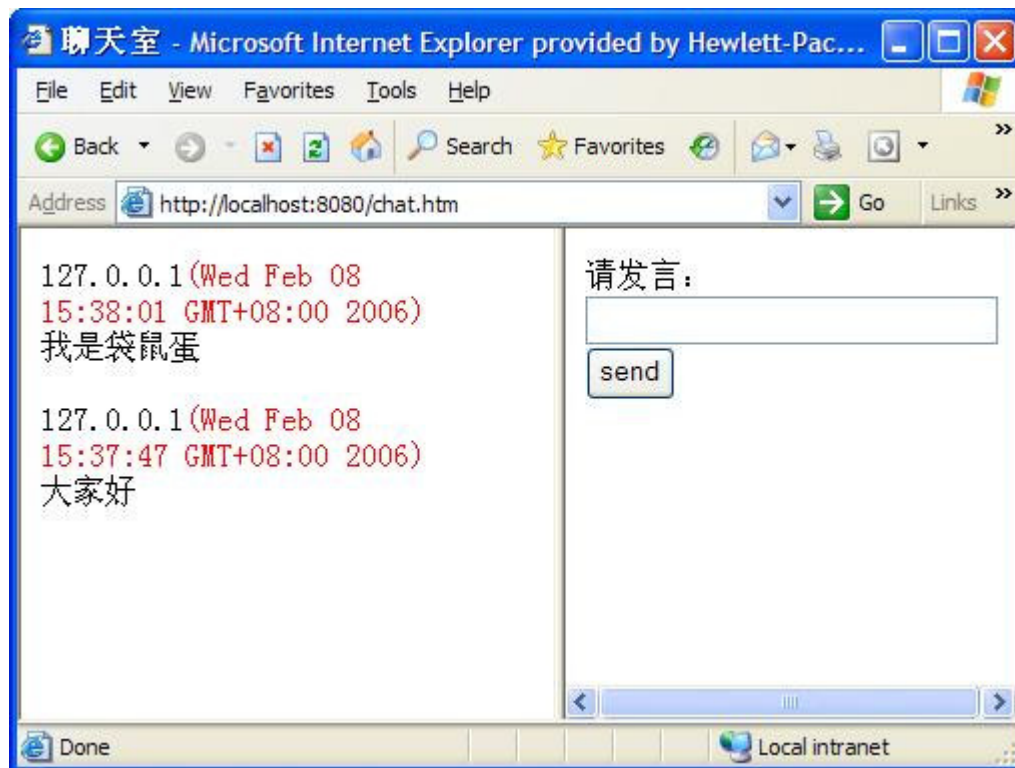 聊天室 - Microsoft Internet Explorer provided by Hewlett-Pac...
File Edit View Favorites Tools Help
Back Search Favorites »
Address http://localhost:8080/chat.htm Go Links »
127.0.0.1(Wed Feb 08
15:38:01 GMT+08:00 2006)
我是袋鼠蛋
127.0.0.1(Wed Feb 08
15:37:47 GMT+08:00 2006)
大家好
请发言：
send
Done Local intranet